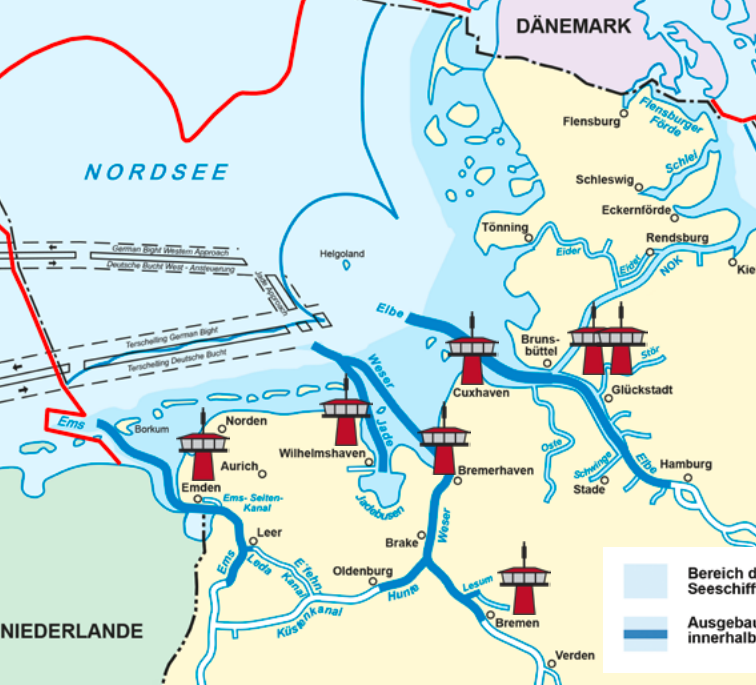 DÄNEMARK
Flensburger
Förde
Flensburg
Schlei
NORDSEE
Schleswig
Eckernförde
Tönning
Rendsburg
Eider
Eider
NOK
Kie
German Bight Western Approach
Deutsche Bucht West - Ansteuerung
Helgoland
Jade Approach
Elbe
Terschelling German Bight
Terschelling Deutsche Bucht
Bruns-
büttel
Stör
Weser
Cuxhaven
Glückstadt
Ems
Borkum
Norden
Jade
Oste
Wilhelmshaven
Aurich
Bremerhaven
Schwinge
Elbe
Hamburg
Stade
Emden
Ems- Seiten-
Kanal
Jadebusen
Leer
Weser
Brake
Ems
Leda
E'fehn-
Kanal
Oldenburg
Hunte
Lesum
Küstenkanal
Bremen
Verden
NIEDERLANDE
Bereich d
Seeschiff
Ausgebau
innerhalb